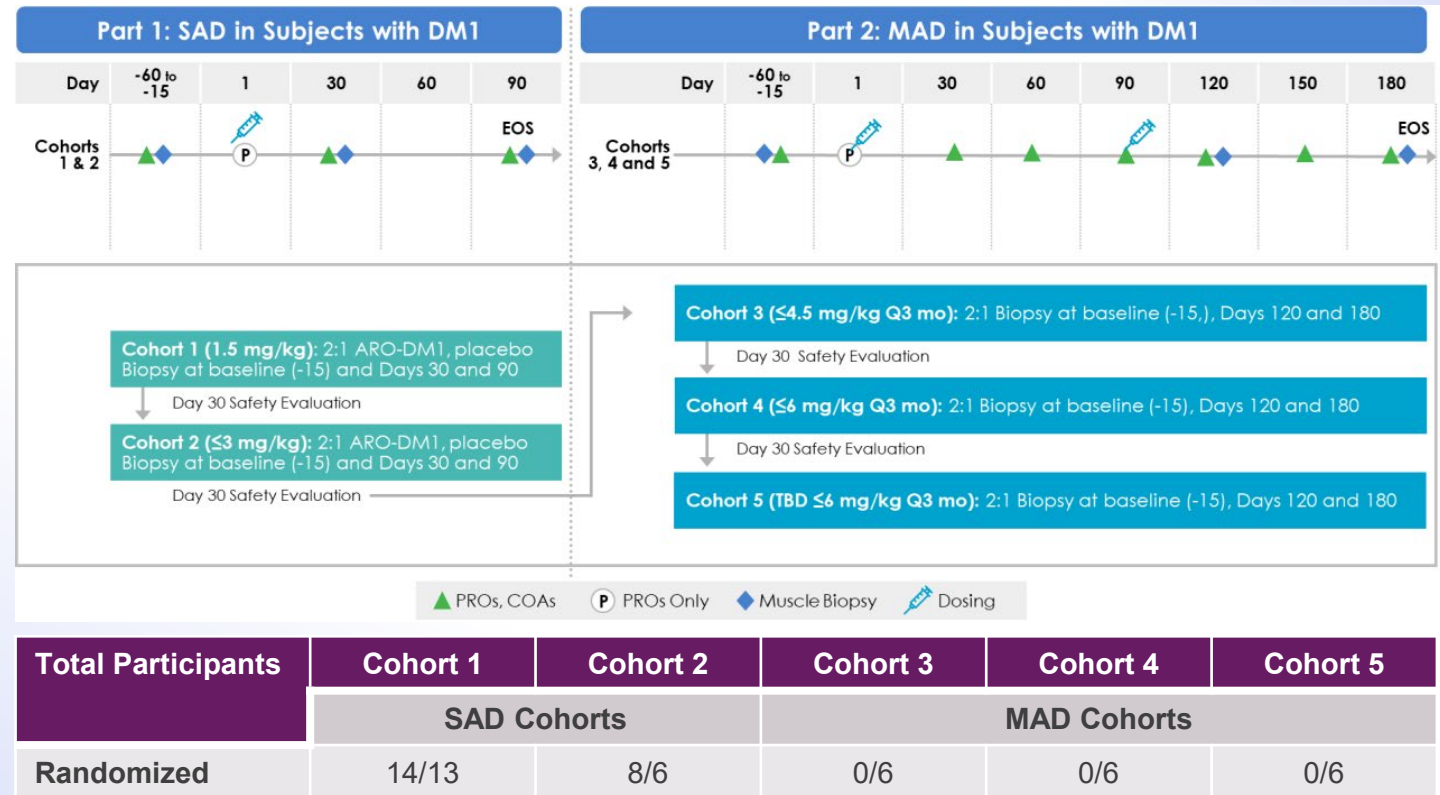 Part 1: SAD in Subjects with DM1
Part 2: MAD in Subjects with DM1
Day -60 to -15 1 30 60 90
Day -60 to -15 1 30 60 90 120 150 180
Cohorts 1 & 2
P
EOS
Cohorts 3, 4 and 5
P
EOS
Cohort 1 (1.5 mg/kg): 2:1 ARO-DM1, placebo
Biopsy at baseline (-15) and Days 30 and 90
Day 30 Safety Evaluation
Cohort 2 (≤3 mg/kg): 2:1 ARO-DM1, placebo
Biopsy at baseline (-15) and Days 30 and 90
Day 30 Safety Evaluation
Cohort 3 (≤4.5 mg/kg Q3 mo): 2:1 Biopsy at baseline (-15,), Days 120 and 180
Day 30 Safety Evaluation
Cohort 4 (≤6 mg/kg Q3 mo): 2:1 Biopsy at baseline (-15), Days 120 and 180
Day 30 Safety Evaluation
Cohort 5 (TBD ≤6 mg/kg Q3 mo): 2:1 Biopsy at baseline (-15), Days 120 and 180
PROs, COAs P PROs Only Muscle Biopsy Dosing
Total Participants Cohort 1 Cohort 2 Cohort 3 Cohort 4 Cohort 5
SAD Cohorts MAD Cohorts
Randomized 14/13 8/6 0/6 0/6 0/6